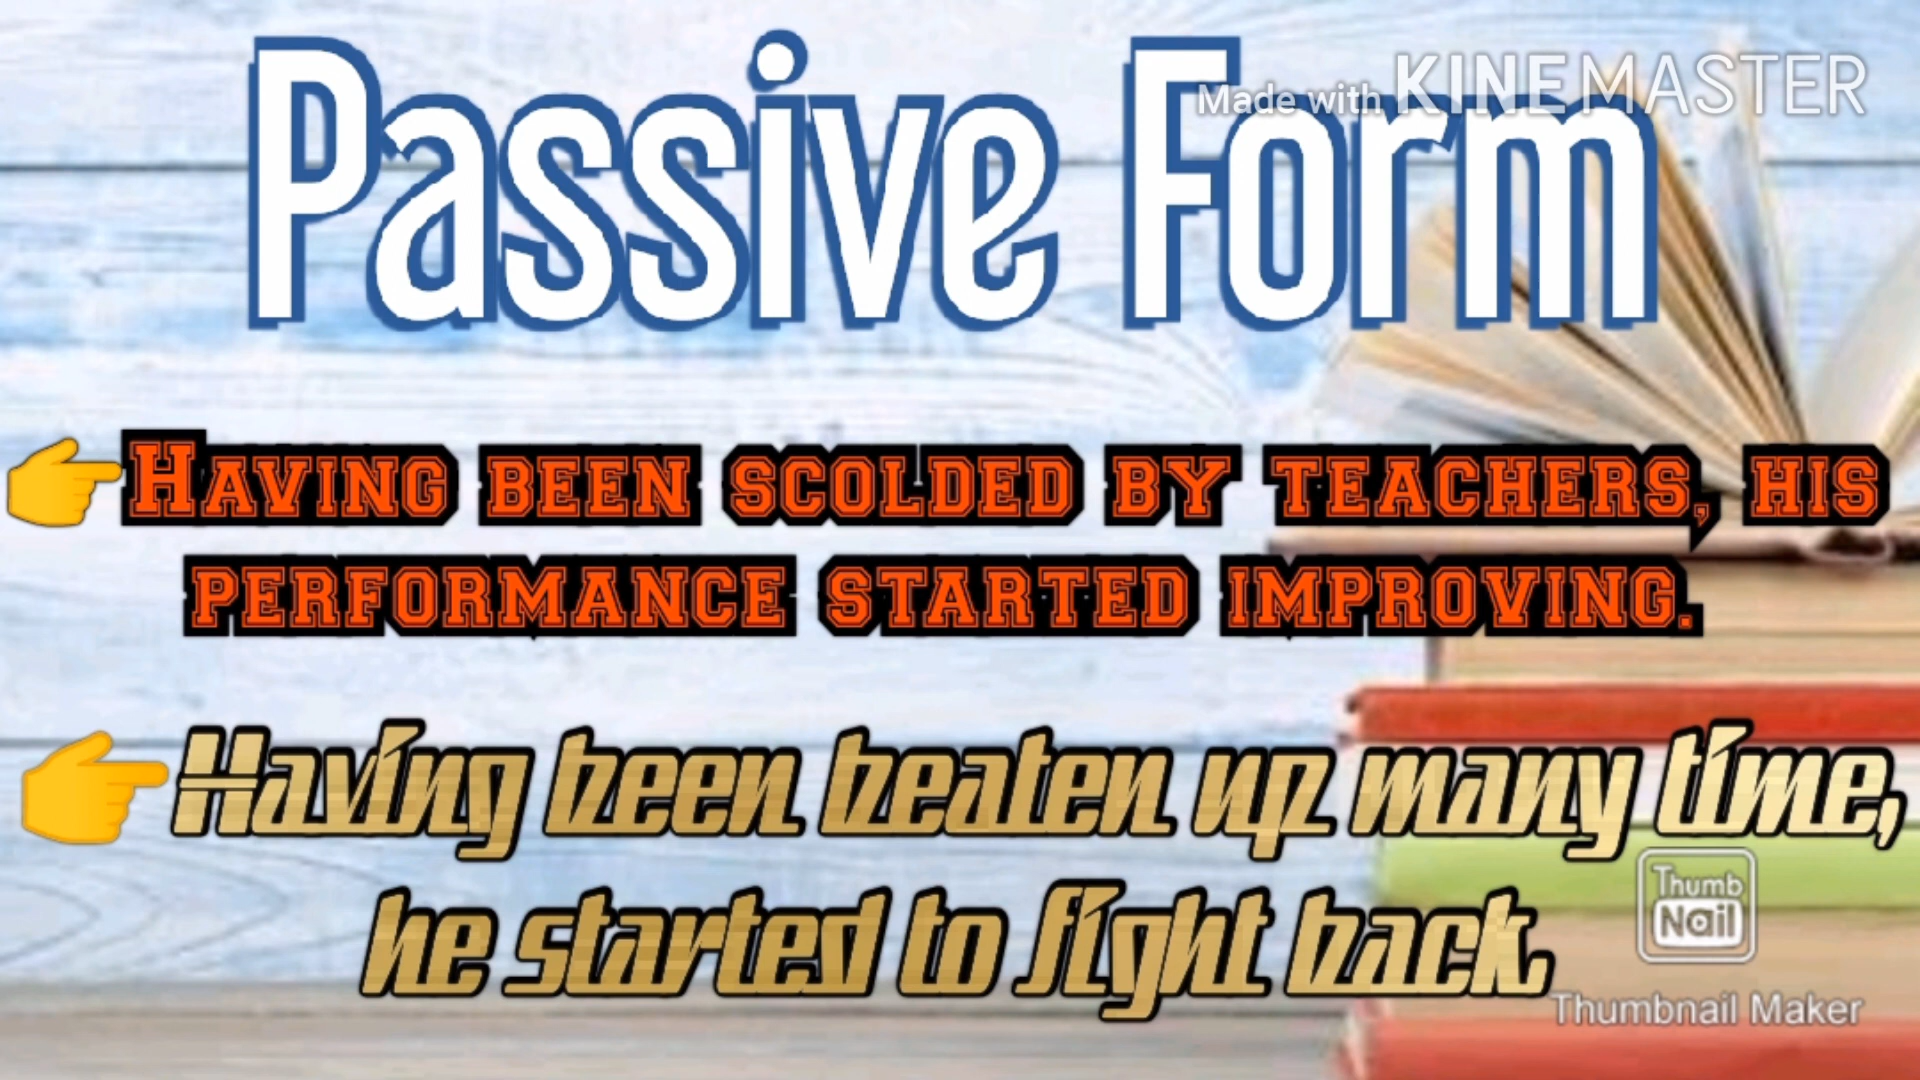 Passive Form
Made with KINEMASTER
👉Having been scolded by teachers, his
performance started improving.
👉Having been beaten up many time,
he started to fight back.
Thumb
Nail
Thumbnail Maker